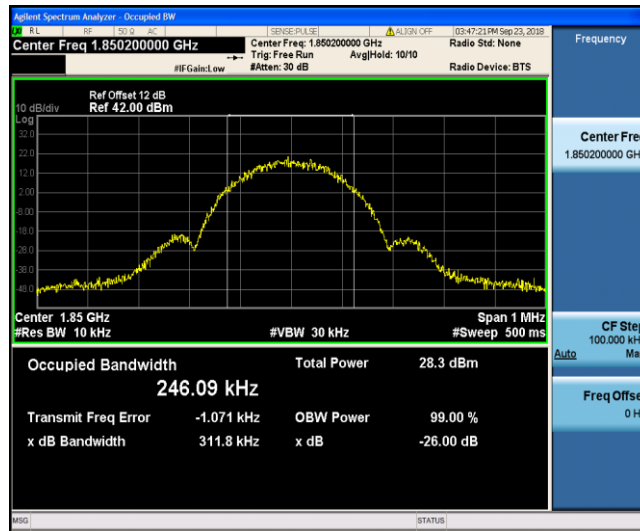 Agilent Spectrum Analyzer - Occupied BW
RL RF 50 Ω AC SENSE:PULSE ALIGN OFF 03:47:21 PM Sep 23, 2018
Center Freq 1.850200000 GHz
Center Freq: 1.850200000 GHz
Radio Std: None
Trig: Free Run Avg|Hold: 10/10
#IFGain:Low #Atten: 30 dB Radio Device: BTS
Ref Offset 12 dB
10 dB/div Ref 42.00 dBm
Log
32.0
22.0
12.0
2.00
-8.00
-18.0
-28.0
-38.0
-48.0
Center 1.85 GHz Span 1 MHz
#Res BW 10 kHz #VBW 30 kHz #Sweep 500 ms
Occupied Bandwidth Total Power 28.3 dBm
246.09 kHz
Transmit Freq Error -1.071 kHz OBW Power 99.00 %
x dB Bandwidth 311.8 kHz x dB -26.00 dB
Frequency
Center Fre
1.850200000 GH
CF Ste
100.000 kH
Auto Ma
Freq Offse
0 H
MSG STATUS